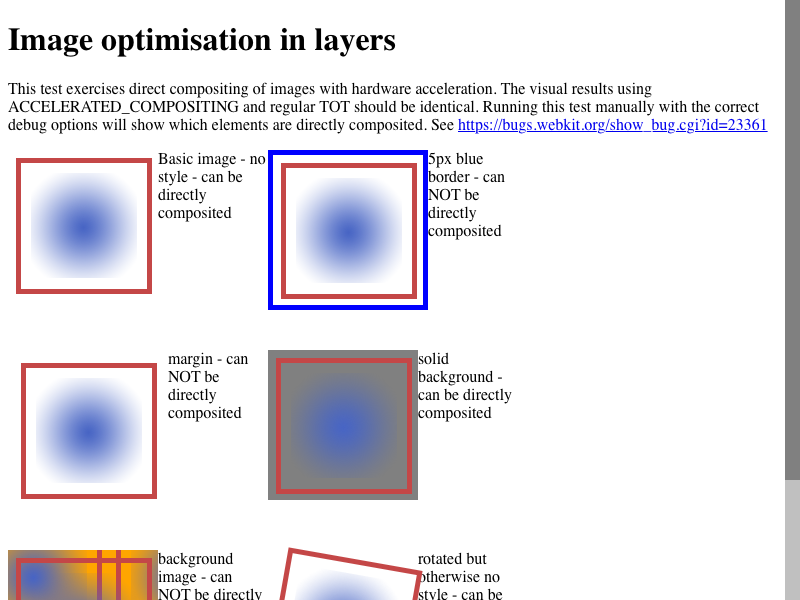 Image optimisation in layers
This test exercises direct compositing of images with hardware acceleration. The visual results using
ACCELERATED_COMPOSITING and regular TOT should be identical. Running this test manually with the correct
debug options will show which elements are directly composited. See https://bugs.webkit.org/show_bug.cgi?id=23361
Basic image - no
style - can be
directly
composited
5px blue
border - can
NOT be
directly
composited
margin - can
NOT be
directly
composited
solid
background -
can be directly
composited
background
image - can
NOT be directly
rotated but
otherwise no
style - can be